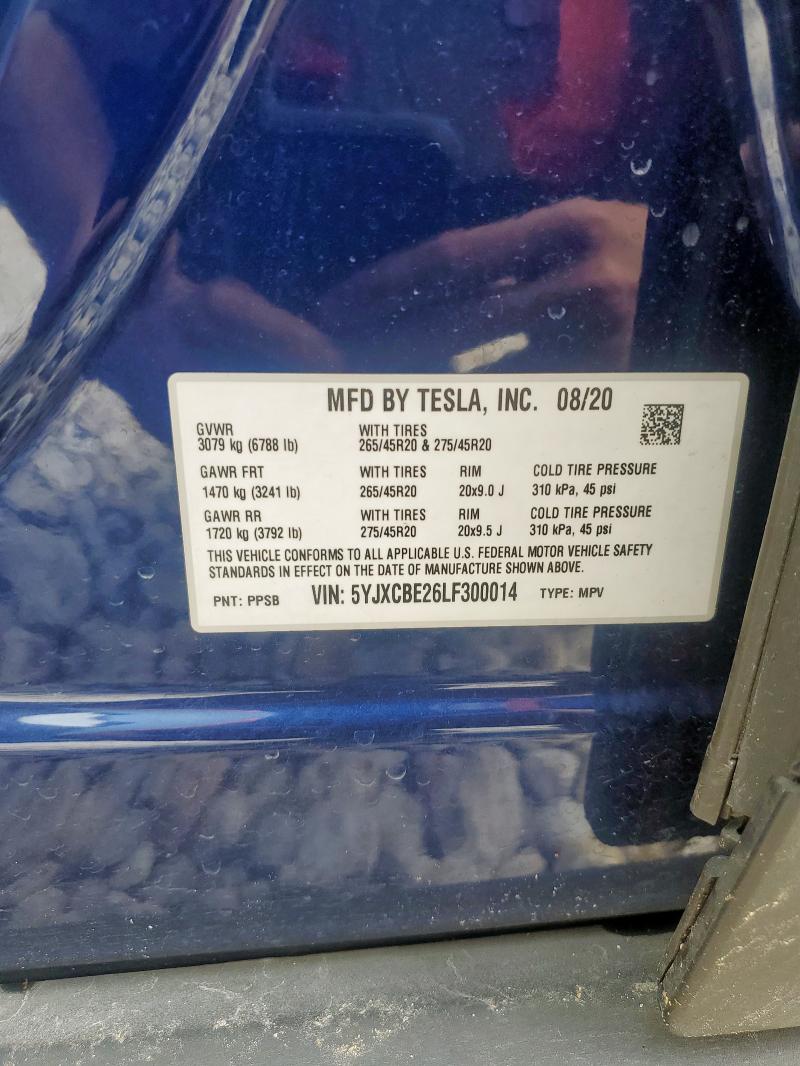 MFD BY TESLA, INC. 08/20
GVWR WITH TIRES
3079 kg (6788 lb) 265/45R20 & 275/45R20
GAWR FRT WITH TIRES RIM COLD TIRE PRESSURE
1470 kg (3241 lb) 265/45R20 20x9.0 J 310 kPa, 45 psi
GAWR RR WITH TIRES RIM COLD TIRE PRESSURE
1720 kg (3792 lb) 275/45R20 20x9.5 J 310 kPa, 45 psi
THIS VEHICLE CONFORMS TO ALL APPLICABLE U.S. FEDERAL MOTOR VEHICLE SAFETY
STANDARDS IN EFFECT ON THE DATE OF MANUFACTURE SHOWN ABOVE.
PNT: PPSB VIN: 5YJXCBE26LF300014 TYPE: MPV